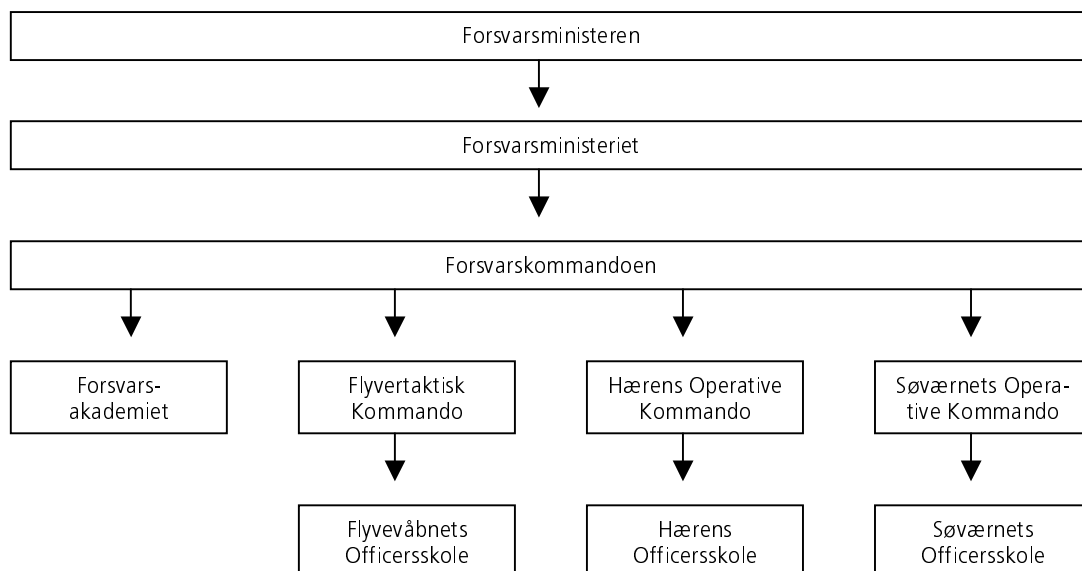 Forsvarsministeren
Forsvarsministeriet
Forsvarskommandoen
Forsvars-
akademiet
Flyvertaktisk
Kommando
Hærens Operative
Kommando
Søværnets Opera-
tive Kommando
Flyvevåbnets
Officersskole
Hærens
Officersskole
Søværnets
Officersskole